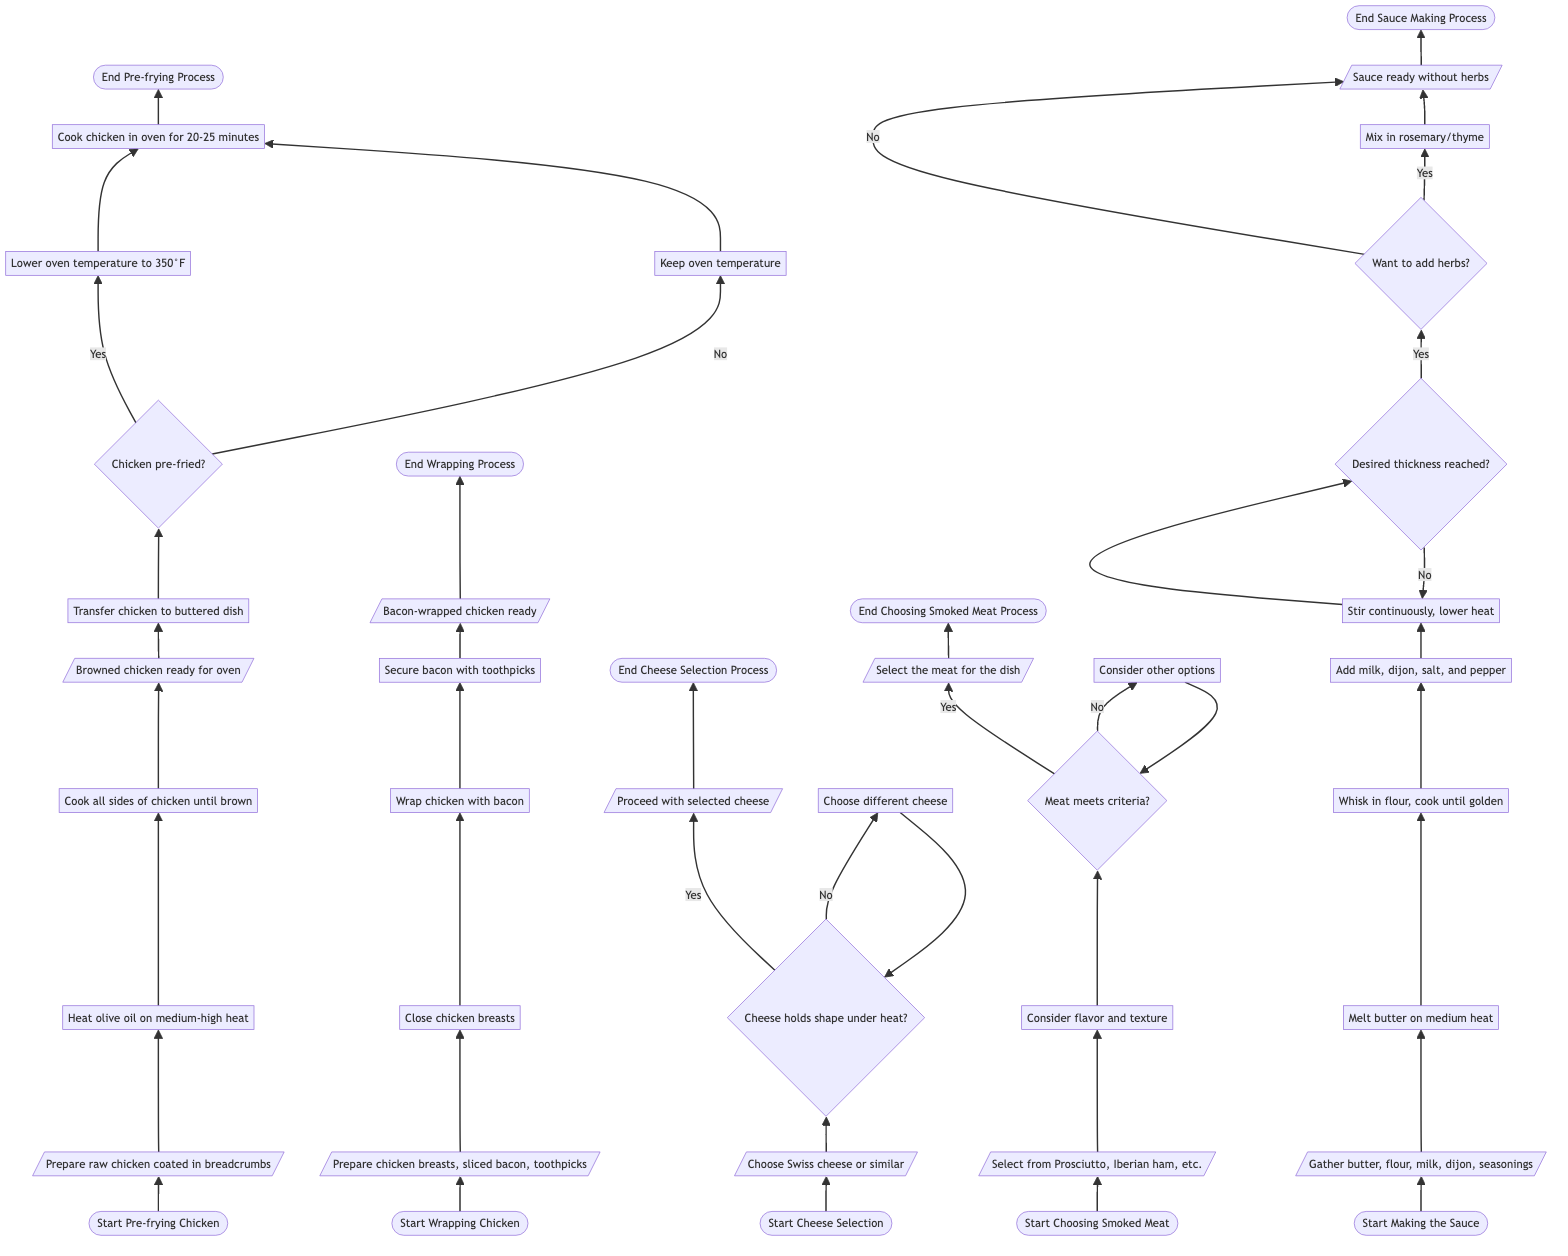 End Sauce Making Process
End Pre-frying Process
Sauce ready without herbs
Cook chicken in oven for 20-25 minutes
No
Mix in rosemary/thyme
Yes
Lower oven temperature to 350°F
Keep oven temperature
Want to add herbs?
Yes
No
Yes
Chicken pre-fried?
End Wrapping Process
Desired thickness reached?
No
Transfer chicken to buttered dish
Bacon-wrapped chicken ready
End Choosing Smoked Meat Process
Stir continuously, lower heat
Browned chicken ready for oven
Secure bacon with toothpicks
End Cheese Selection Process
Select the meat for the dish
Consider other options
Add milk, dijon, salt, and pepper
Yes
No
Cook all sides of chicken until brown
Wrap chicken with bacon
Proceed with selected cheese
Choose different cheese
Meat meets criteria?
Whisk in flour, cook until golden
Yes
No
Heat olive oil on medium-high heat
Close chicken breasts
Cheese holds shape under heat?
Consider flavor and texture
Melt butter on medium heat
Prepare raw chicken coated in breadcrumbs
Prepare chicken breasts, sliced bacon, toothpicks
Choose Swiss cheese or similar
Select from Prosciutto, Iberian ham, etc.
Gather butter, flour, milk, dijon, seasonings
Start Pre-frying Chicken
Start Wrapping Chicken
Start Cheese Selection
Start Choosing Smoked Meat
Start Making the Sauce